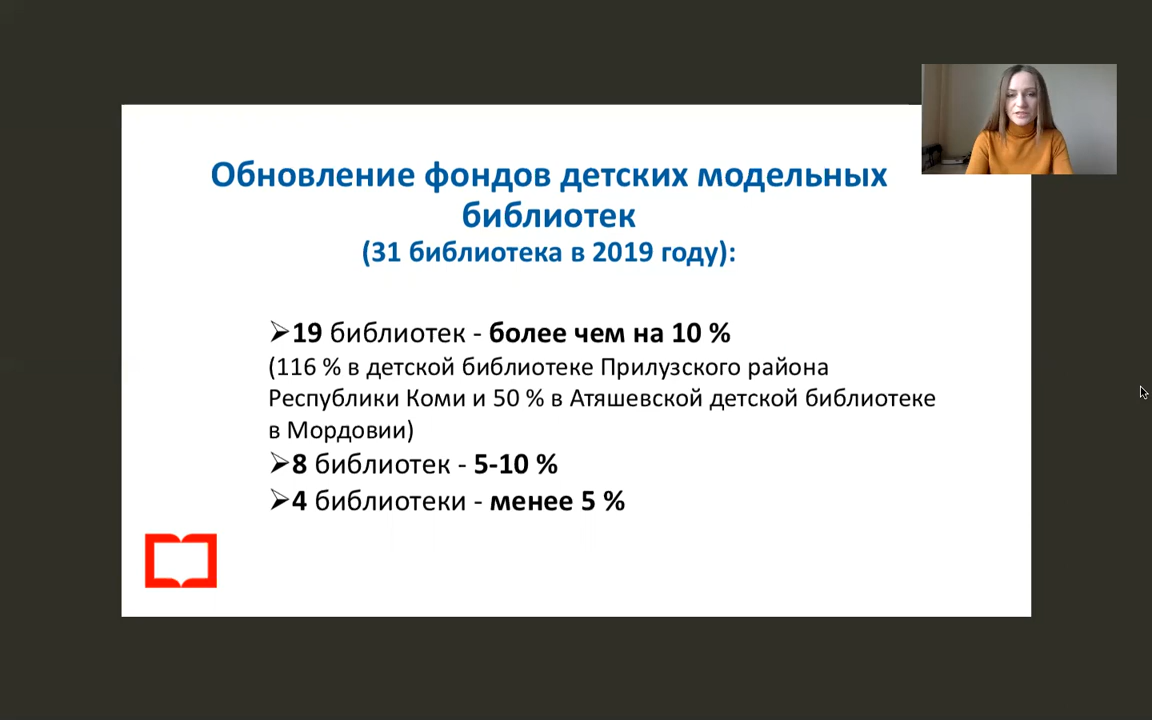 Обновление фондов детских модельных
библиотек
(31 библиотека в 2019 году):
➢19 библиотек - более чем на 10 %
(116 % в детской библиотеке Прилузского района
Республики Коми и 50 % в Атяшевской детской библиотеке
в Мордовии)
➢8 библиотек - 5-10 %
➢4 библиотеки - менее 5 %